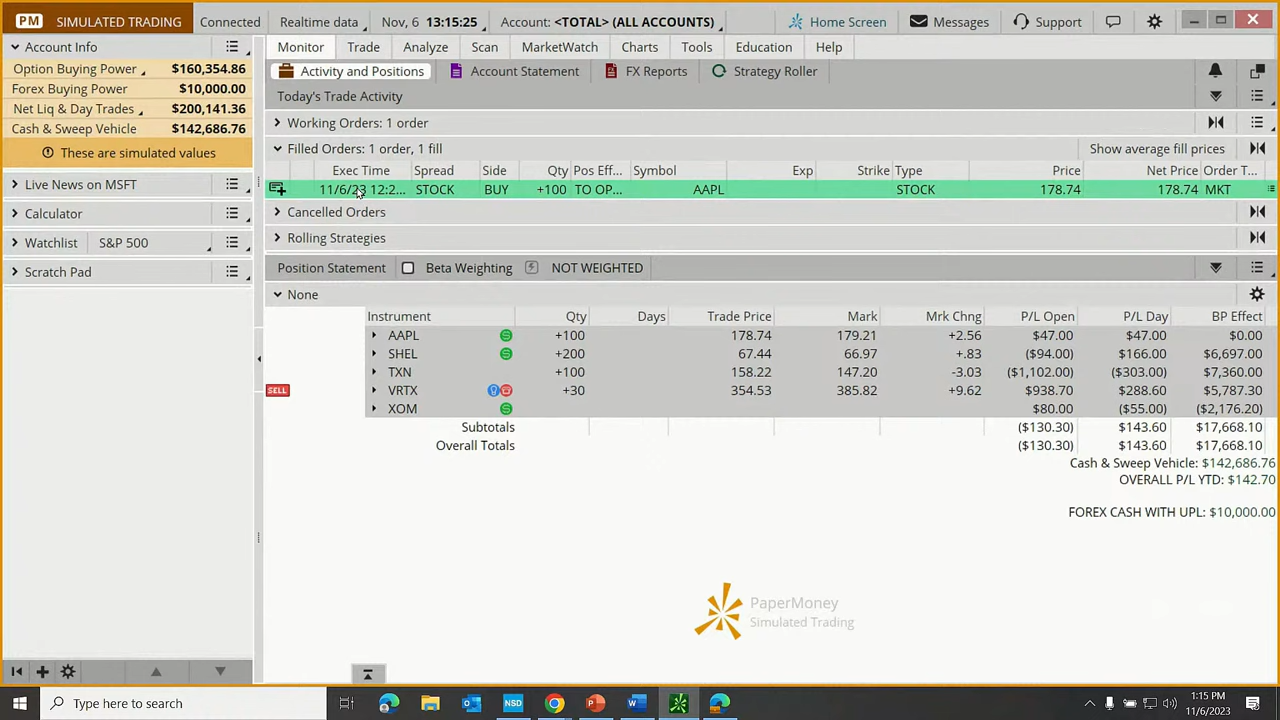 PM SIMULATED TRADING Connected Realtime data Nov, 6 13:15:25 Account: <TOTAL> (ALL ACCOUNTS) Home Screen Messages Support
Account Info
Option Buying Power $160,354.86
Forex Buying Power $10,000.00
Net Liq & Day Trades $200,141.36
Cash & Sweep Vehicle $142,686.76
These are simulated values
Live News on MSFT
Calculator
Watchlist S&P 500
Scratch Pad
Monitor Trade Analyze Scan MarketWatch Charts Tools Education Help
Activity and Positions Account Statement FX Reports Strategy Roller
Today's Trade Activity
Working Orders: 1 order
Filled Orders: 1 order, 1 fill Show average fill prices
Exec Time Spread Side Qty Pos Eff... Symbol Exp Strike Type Price Net Price Order T...
11/6/23 12:2... STOCK BUY +100 TO OP... AAPL STOCK 178.74 178.74 MKT
Cancelled Orders
Rolling Strategies
Position Statement Beta Weighting NOT WEIGHTED
None
Instrument Qty Days Trade Price Mark Mrk Chng P/L Open P/L Day BP Effect
AAPL S +100 178.74 179.21 +2.56 $47.00 $47.00 $0.00
SHEL S +200 67.44 66.97 +.83 ($94.00) $166.00 $6,697.00
TXN +100 158.22 147.20 -3.03 ($1,102.00) ($303.00) $7,360.00
SELL VRTX +30 354.53 385.82 +9.62 $938.70 $288.60 $5,787.30
XOM S $80.00 ($55.00) ($2,176.20)
Subtotals ($130.30) $143.60 $17,668.10
Overall Totals ($130.30) $143.60 $17,668.10
Cash & Sweep Vehicle: $142,686.76
OVERALL P/L YTD: $142.70
FOREX CASH WITH UPL: $10,000.00
PaperMoney
Simulated Trading
Type here to search
NSD
1:15 PM
11/6/2023